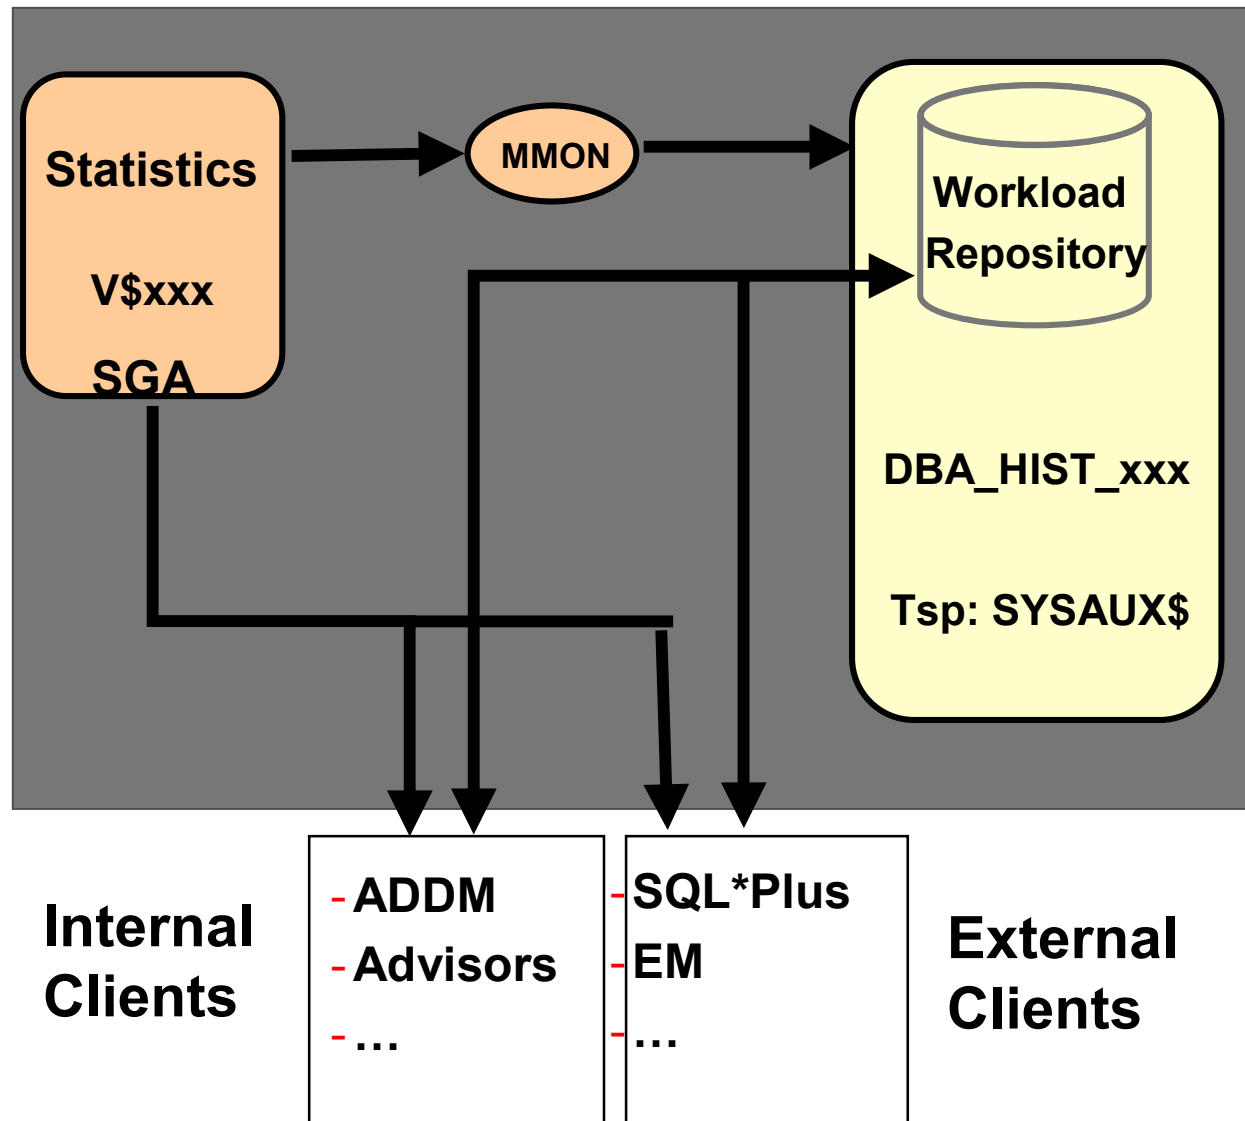 Statistics
V$xxx
SGA
MMON
Workload
Repository
DBA_HIST_xxx
Tsp: SYSAUX$
Internal
Clients
-ADDM
-Advisors
-...
-SQL*Plus
-EM
-...
External
Clients